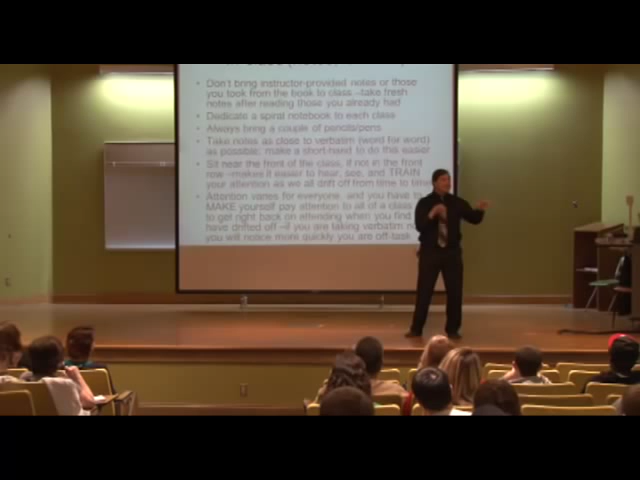 • Don't bring instructor-provided notes or those
you took from the book to class –take fresh
notes after reading those you already had
• Dedicate a spiral notebook to each class
• Always bring a couple of pencils/pens
• Take notes as close to verbatim (word for word)
as possible; make a short-hand to do this easier
• Sit near the front of the class, if not in the front
row –makes it easier to hear, see, and TRAIN
your attention as we all drift off from time to time
• Attention varies for everyone and you have to
MAKE yourself pay attention to all of a class
to get right back on attending when you find
have drifted off –if you are taking verbatim
you will notice more quickly you are off-task